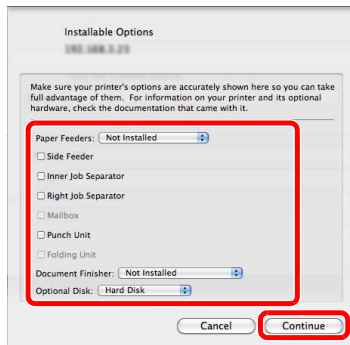 Installable Options
Make sure your printer's options are accurately shown here so you can take
full advantage of them. For information on your printer and its optional
hardware, check the documentation that came with it.
Paper Feeders: Not Installed
Side Feeder
Inner Job Separator
Right Job Separator
Mailbox
Punch Unit
Folding Unit
Document Finisher: Not Installed
Optional Disk: Hard Disk
Cancel Continue